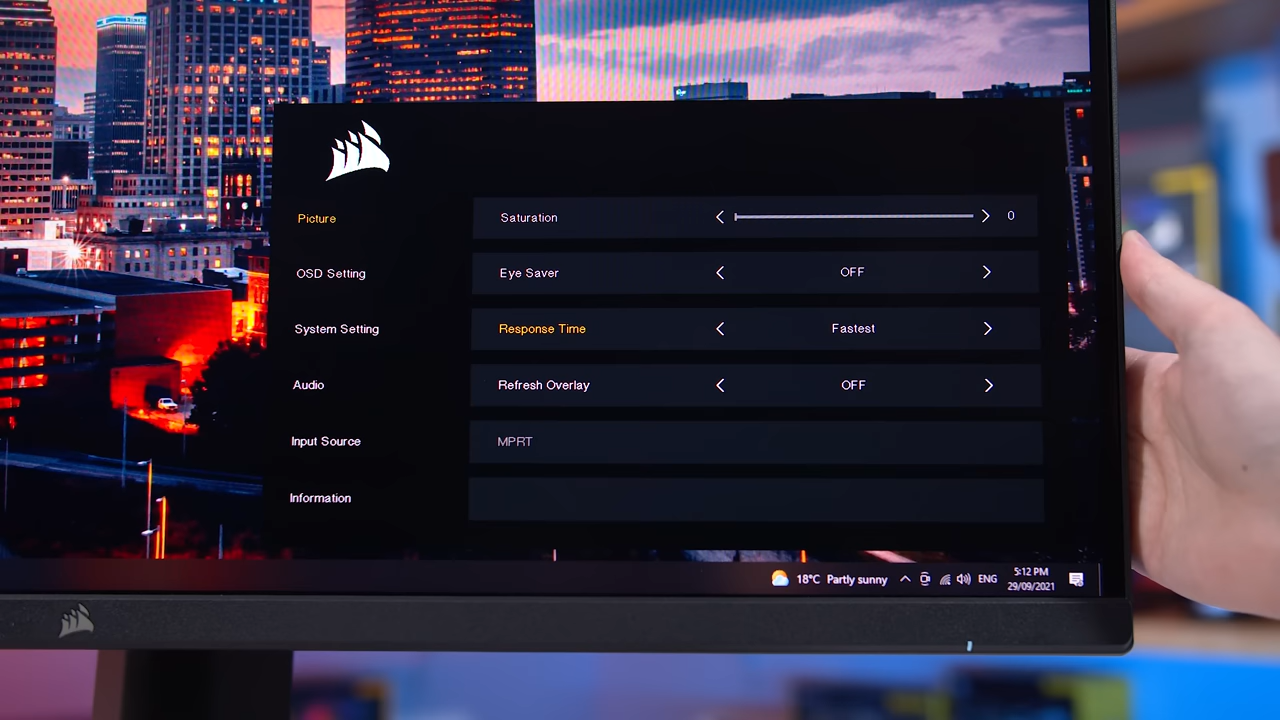 Picture
Saturation 0
OSD Setting
Eye Saver OFF
System Setting
Response Time Fastest
Audio
Refresh Overlay OFF
Input Source
MPRT
Information
18°C Partly sunny ENG 5:12 PM
29/09/2021